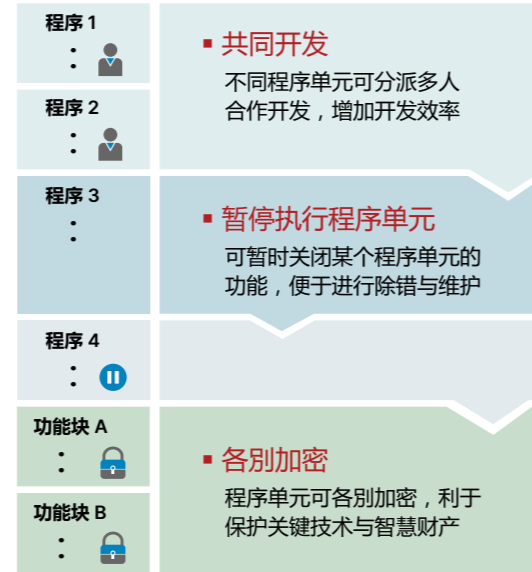 程序 1
共同开发
不同程序单元可分派多人
合作开发，增加开发效率
程序 2
程序 3
暂停执行程序单元
可暂时关闭某个程序单元的
功能，便于进行除错与维护
程序 4
功能块 A
各別加密
程序单元可各別加密，利于
保护关键技术与智慧财产
功能块 B